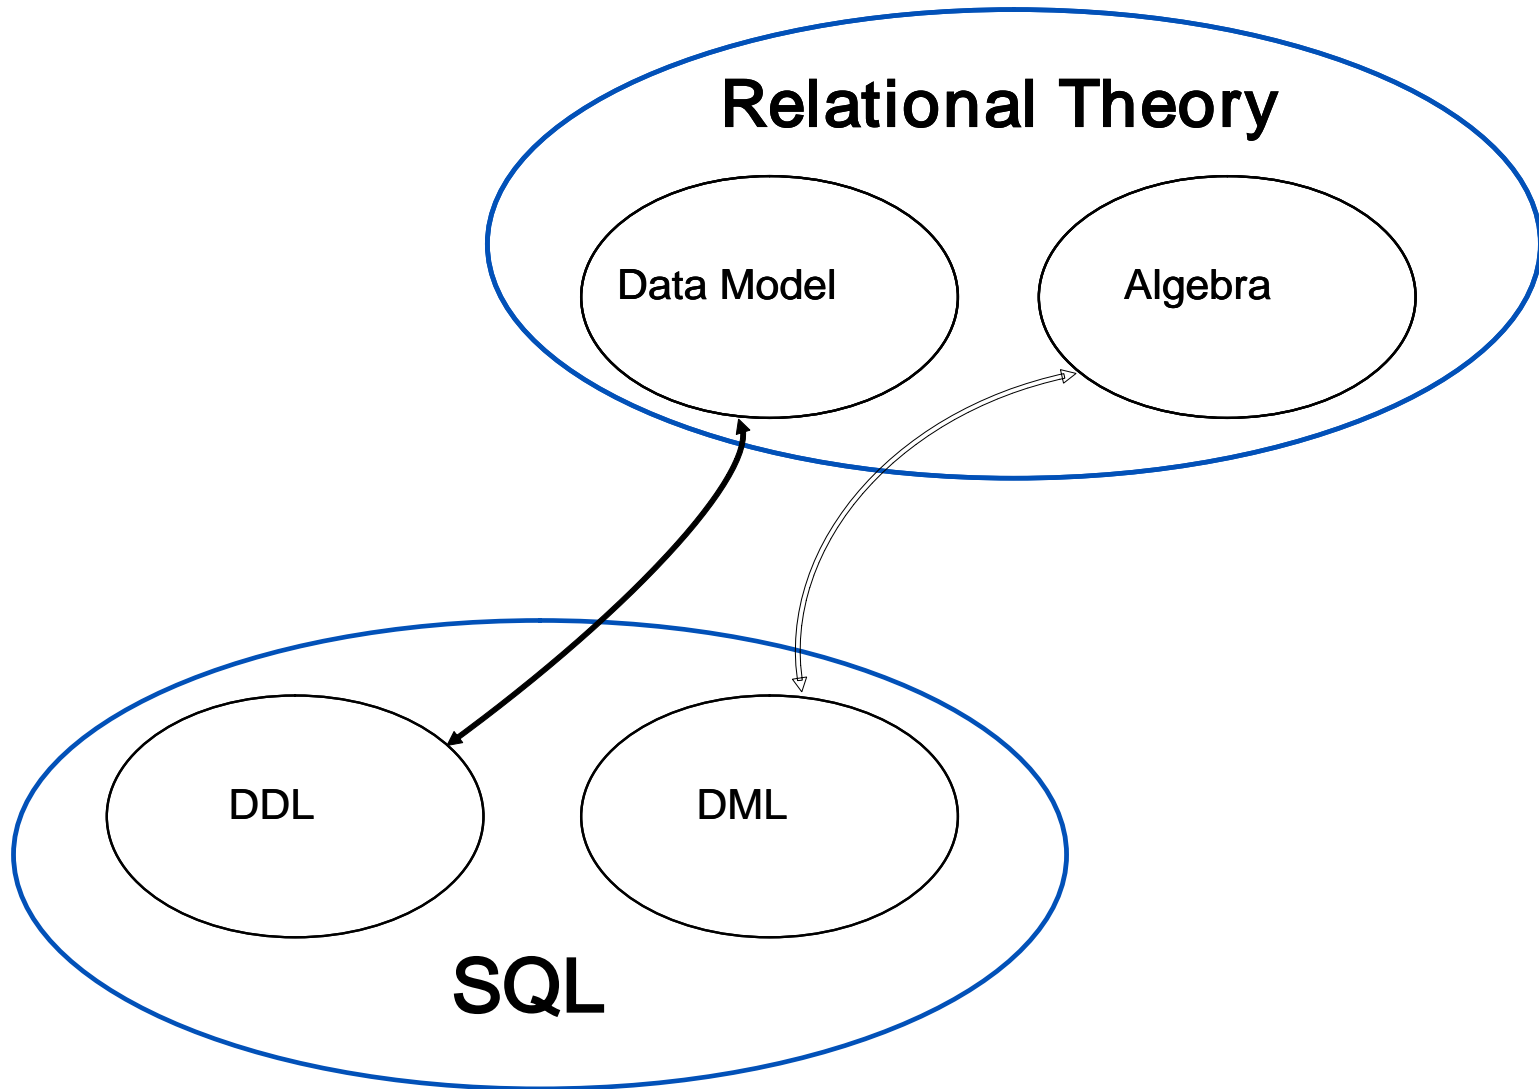 Relational Theory
Data Model
Algebra
DDL
DML
SQL